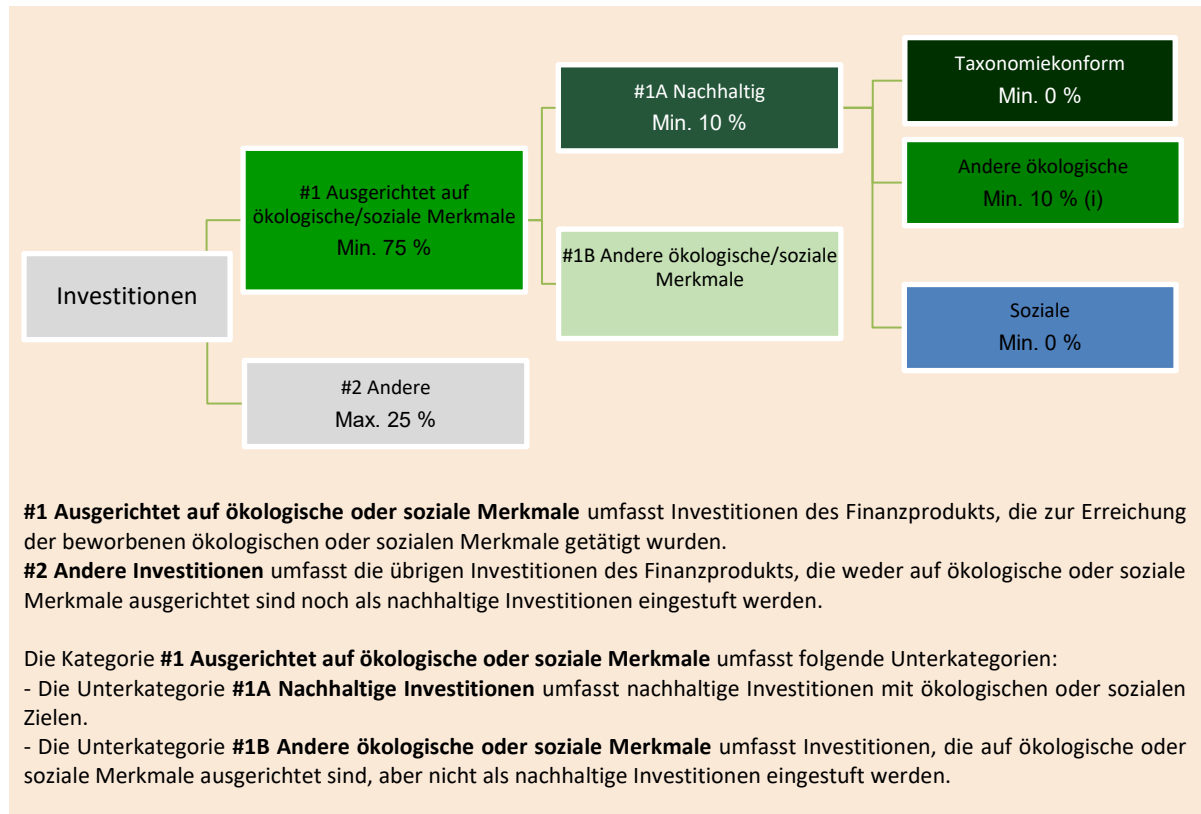 Investitionen
#1 Ausgerichtet auf
ökologische/soziale Merkmale
Min. 75 %
#2 Andere
Max. 25 %
#1A Nachhaltig
Min. 10 %
#1B Andere ökologische/soziale
Merkmale
Taxonomiekonform
Min. 0 %
Andere ökologische
Min. 10 % (i)
Soziale
Min. 0 %
#1 Ausgerichtet auf ökologische oder soziale Merkmale umfasst Investitionen des Finanzprodukts, die zur Erreichung
der beworbenen ökologischen oder sozialen Merkmale getätigt wurden.
#2 Andere Investitionen umfasst die übrigen Investitionen des Finanzprodukts, die weder auf ökologische oder soziale
Merkmale ausgerichtet sind noch als nachhaltige Investitionen eingestuft werden.
Die Kategorie #1 Ausgerichtet auf ökologische oder soziale Merkmale umfasst folgende Unterkategorien:
- Die Unterkategorie #1A Nachhaltige Investitionen umfasst nachhaltige Investitionen mit ökologischen oder sozialen
Zielen.
- Die Unterkategorie #1B Andere ökologische oder soziale Merkmale umfasst Investitionen, die auf ökologische oder
soziale Merkmale ausgerichtet sind, aber nicht als nachhaltige Investitionen eingestuft werden.